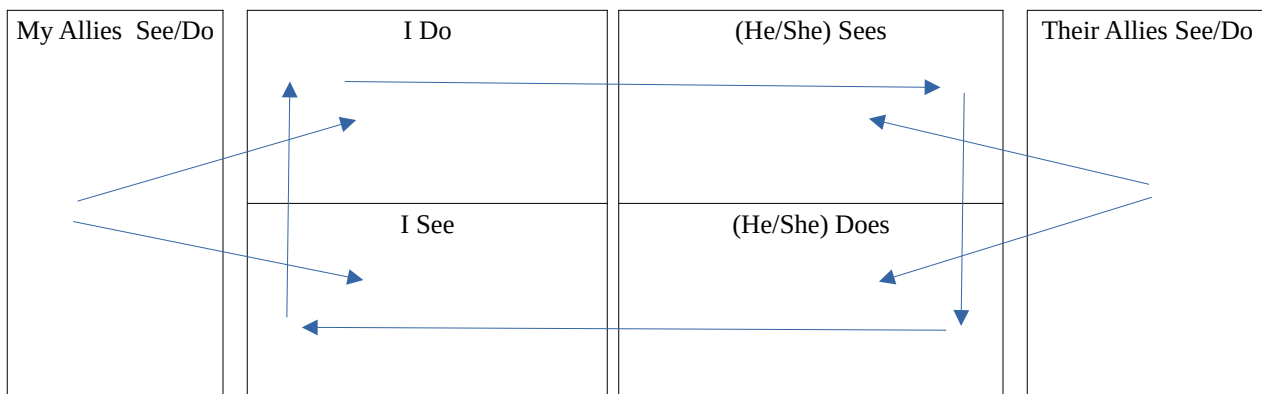 My Allies  See/Do
I Do
(He/She) Sees
Their Allies See/Do
I See
(He/She) Does